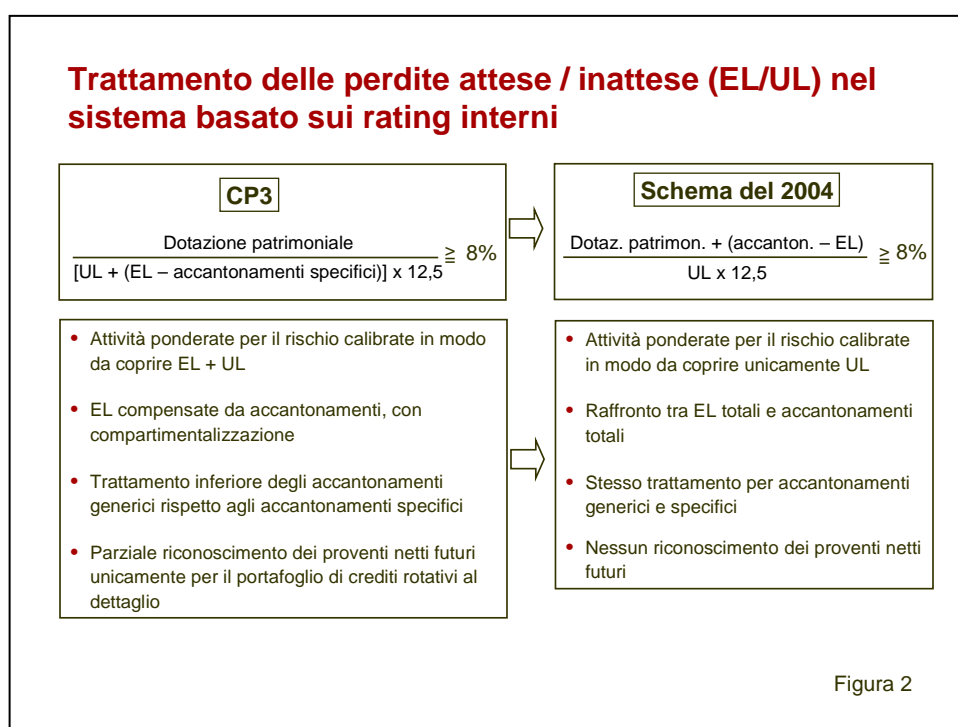 Trattamento delle perdite attese / inattese (EL/UL) nel
sistema basato sui rating interni
CP3
Dotazione patrimoniale
[UL + (EL – accantonamenti specifici)] x 12,5
≧ 8%
Schema del 2004
Dotaz. patrimon. + (accanton. – EL)
UL x 12,5
≧ 8%
• Attività ponderate per il rischio calibrate in modo
da coprire EL + UL
• EL compensate da accantonamenti, con
compartimentalizzazione
• Trattamento inferiore degli accantonamenti
generici rispetto agli accantonamenti specifici
• Parziale riconoscimento dei proventi netti futuri
unicamente per il portafoglio di crediti rotativi al
dettaglio
• Attività ponderate per il rischio calibrate
in modo da coprire unicamente UL
• Raffronto tra EL totali e accantonamenti
totali
• Stesso trattamento per accantonamenti
generici e specifici
• Nessun riconoscimento dei proventi netti
futuri
Figura 2